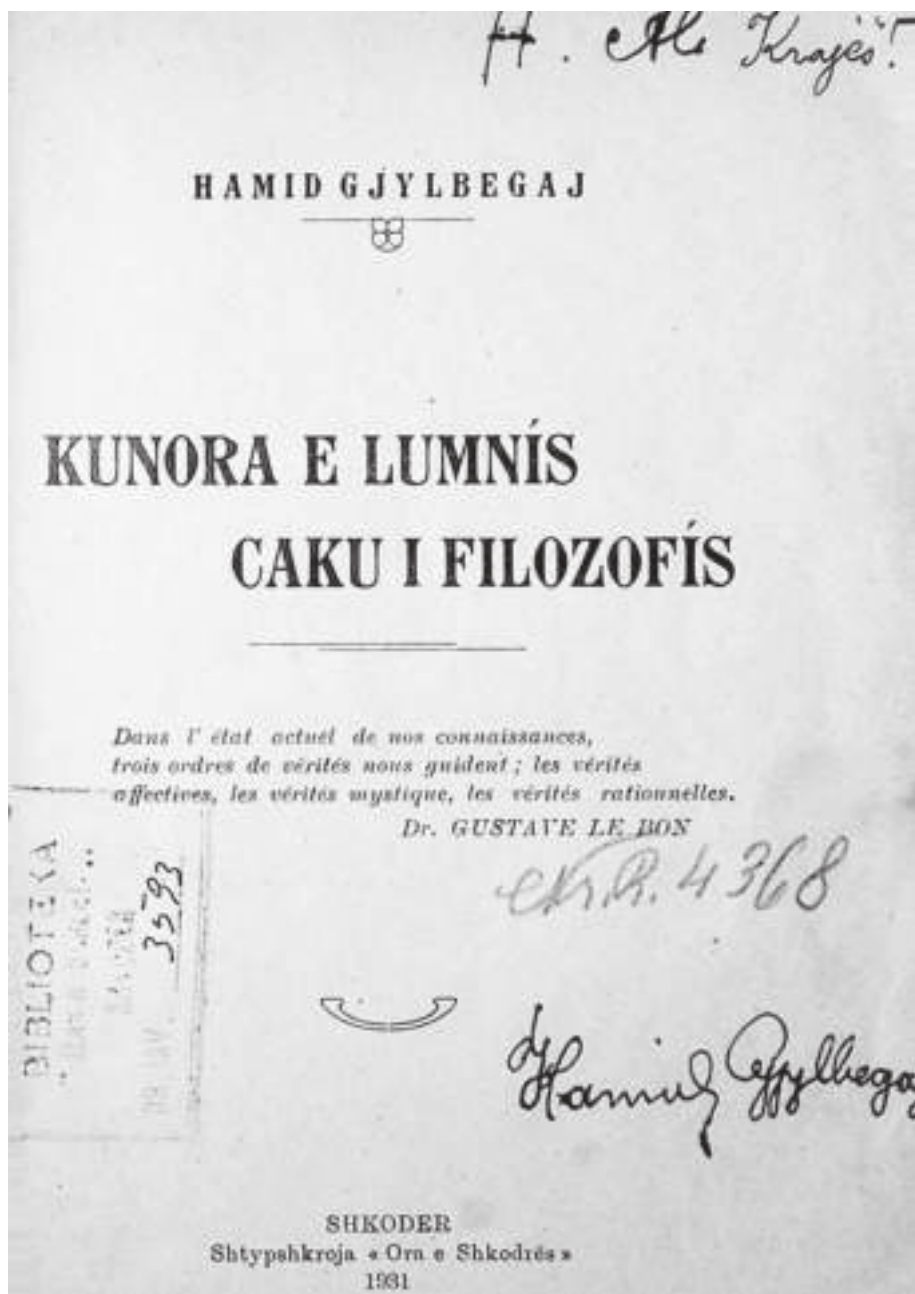 H. Ali Krajës!
HAMID GJYLBEGAJ
KUNORA E LUMNÍS
CAKU I FILOZOFÍS
Dans l' état actuel de nos connaissances,
trois ordres de vérités nous guident ; les vérités
affectives, les vérités mystique, les vérités rationnelles.
Dr. GUSTAVE LE BON
Nr. R. 4368
BIBLIOTEKA
3593
Hamid Gjylbegaj
SHKODER
Shtypshkroja « Ora e Shkodrës »
1931